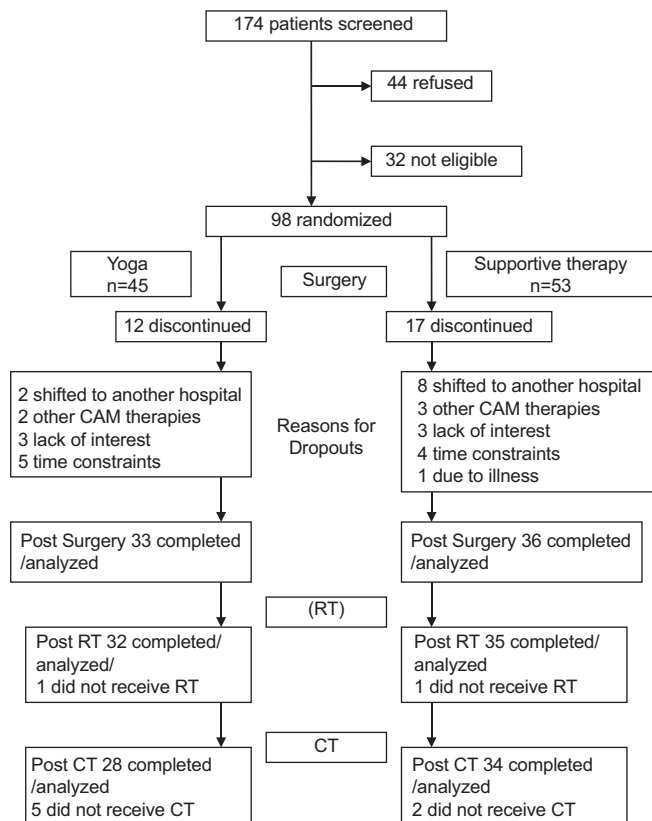 174 patients screened
44 refused
32 not eligible
98 randomized
Yoga
n=45
Surgery
Supportive therapy
n=53
12 discontinued
17 discontinued
2 shifted to another hospital
2 other CAM therapies
3 lack of interest
5 time constraints
Reasons for
Dropouts
8 shifted to another hospital
3 other CAM therapies
3 lack of interest
4 time constraints
1 due to illness
Post Surgery 33 completed
/analyzed
Post Surgery 36 completed
/analyzed
(RT)
Post RT 32 completed/
analyzed/
1 did not receive RT
Post RT 35 completed/
analyzed
1 did not receive RT
CT
Post CT 28 completed
/analyzed
5 did not receive CT
Post CT 34 completed
/analyzed
2 did not receive CT